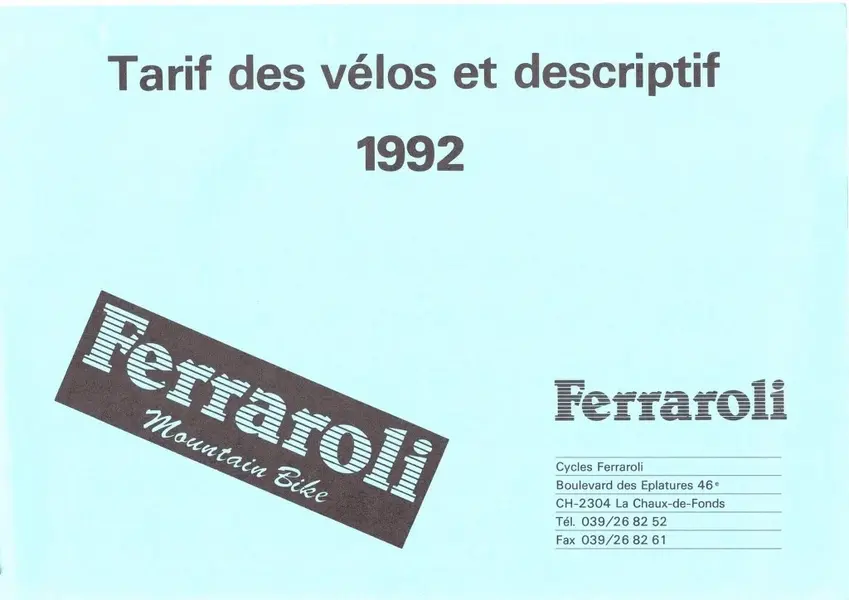 Tarif des vélos et descriptif
1992
Ferraroli
Mountain Bike
Ferraroli
Cycles Ferraroli
Boulevard des Eplatures 46ᵉ
CH-2304 La Chaux-de-Fonds
Tél. 039/26 82 52
Fax 039/26 82 61